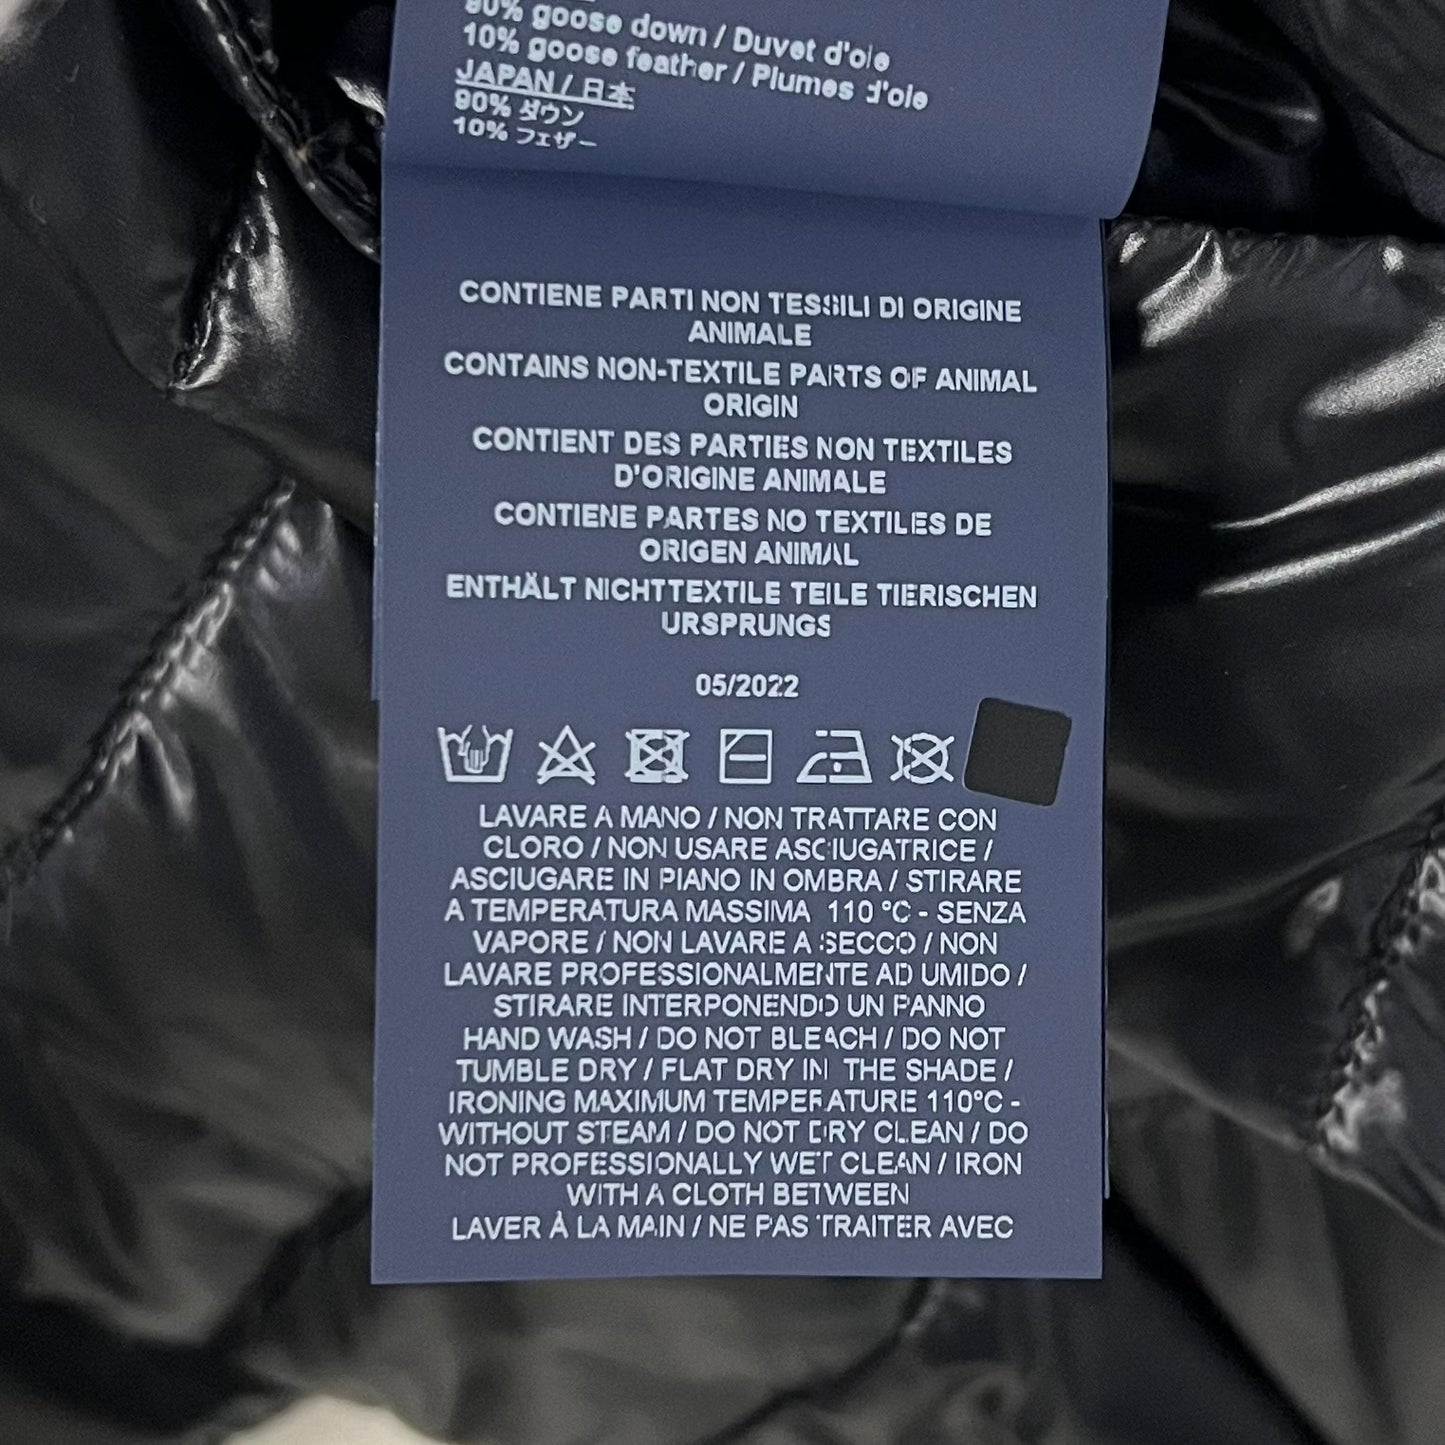 90% goose down / Duvet d'oie
10% goose feather / Plumes d'oie
JAPAN / 日本
90% ダウン
10% フェザー
CONTIENE PARTI NON TESSILI DI ORIGINE
ANIMALE
CONTAINS NON-TEXTILE PARTS OF ANIMAL
ORIGIN
CONTIENT DES PARTIES NON TEXTILES
D'ORIGINE ANIMALE
CONTIENE PARTES NO TEXTILES DE
ORIGEN ANIMAL
ENTHÄLT NICHTTEXTILE TEILE TIERISCHEN
URSPRUNGS
05/2022
LAVARE A MANO / NON TRATTARE CON
CLORO / NON USARE ASCIUGATRICE /
ASCIUGARE IN PIANO IN OMBRA / STIRARE
A TEMPERATURA MASSIMA 110 °C - SENZA
VAPORE / NON LAVARE A SECCO / NON
LAVARE PROFESSIONALMENTE AD UMIDO /
STIRARE INTERPONENDO UN PANNO
HAND WASH / DO NOT BLEACH / DO NOT
TUMBLE DRY / FLAT DRY IN THE SHADE /
IRONING MAXIMUM TEMPERATURE 110°C -
WITHOUT STEAM / DO NOT DRY CLEAN / DO
NOT PROFESSIONALLY WET CLEAN / IRON
WITH A CLOTH BETWEEN
LAVER À LA MAIN / NE PAS TRAITER AVEC